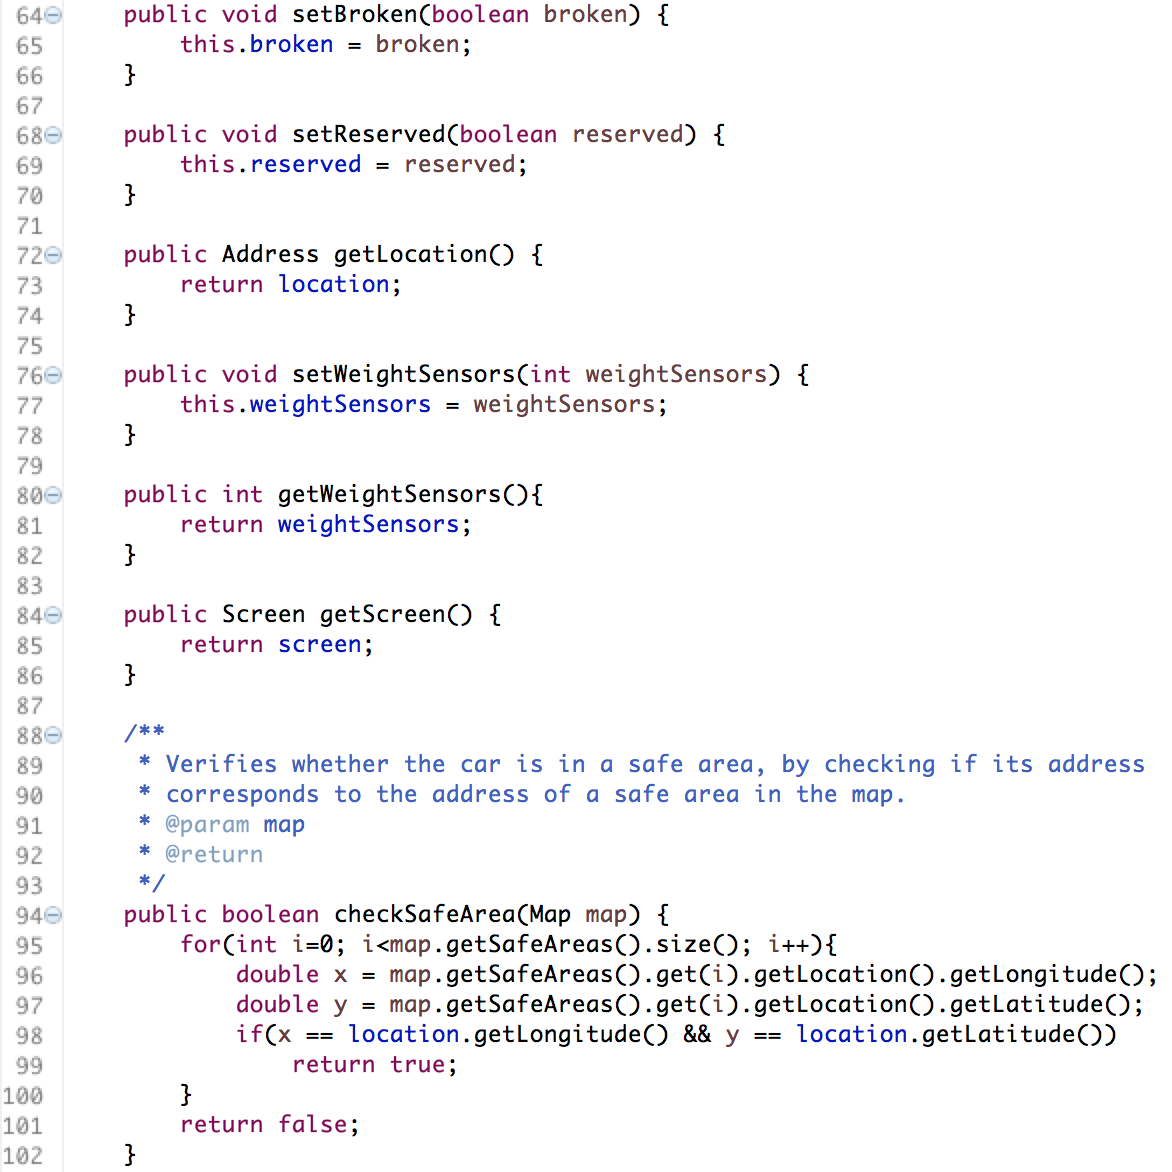 64 public void setBroken(boolean broken) {
65 this.broken = broken;
66 }
67
68 public void setReserved(boolean reserved) {
69 this.reserved = reserved;
70 }
71
72 public Address getLocation() {
73 return location;
74 }
75
76 public void setWeightSensors(int weightSensors) {
77 this.weightSensors = weightSensors;
78 }
79
80 public int getWeightSensors(){
81 return weightSensors;
82 }
83
84 public Screen getScreen() {
85 return screen;
86 }
87
88 /**
89 * Verifies whether the car is in a safe area, by checking if its address
90 * corresponds to the address of a safe area in the map.
91 * @param map
92 * @return
93 */
94 public boolean checkSafeArea(Map map) {
95 for(int i=0; i<map.getSafeAreas().size(); i++){
96 double x = map.getSafeAreas().get(i).getLocation().getLongitude();
97 double y = map.getSafeAreas().get(i).getLocation().getLatitude();
98 if(x == location.getLongitude() && y == location.getLatitude())
99 return true;
100 }
101 return false;
102 }